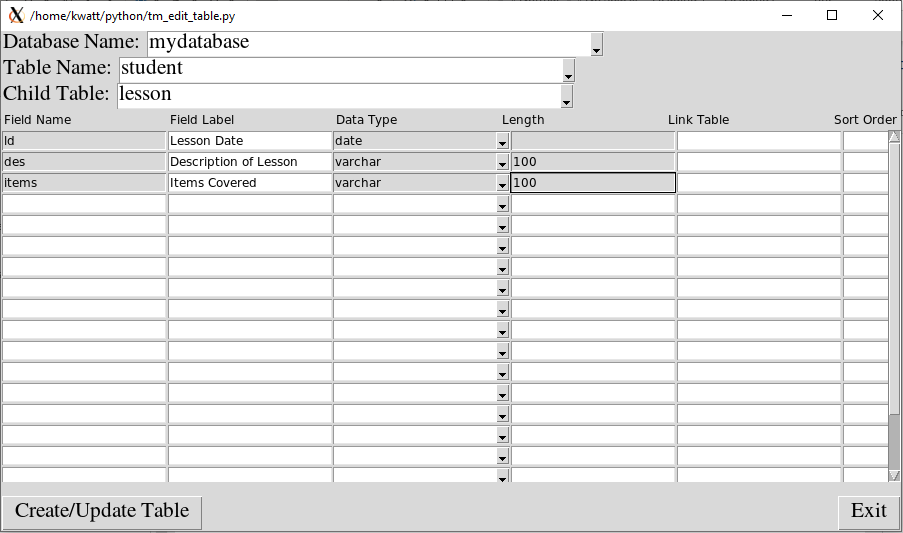 /home/kwatt/python/tm_edit_table.py
Database Name: mydatabase
Table Name: student
Child Table: lesson
Field Name Field Label Data Type Length Link Table Sort Order
ld Lesson Date date
des Description of Lesson varchar 100
items Items Covered varchar 100
Create/Update Table Exit